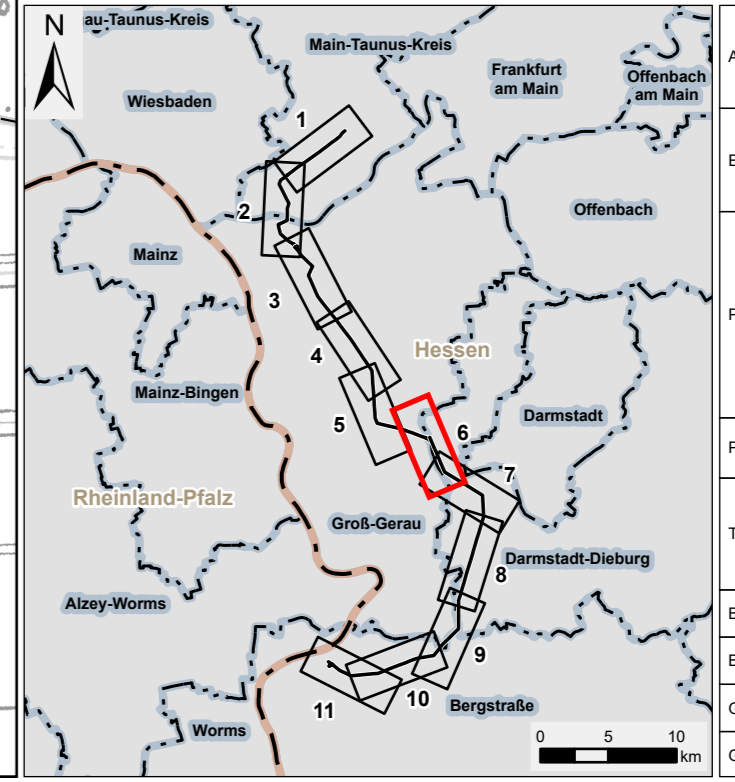 N
au-Taunus-Kreis
Main-Taunus-Kreis
Frankfurt
am Main
Offenbach
am Main
Wiesbaden
1
2
Offenbach
Mainz
3
4
Hessen
Mainz-Bingen
5
6
Darmstadt
7
Rheinland-Pfalz
Groß-Gerau
8
Darmstadt-Dieburg
Alzey-Worms
9
10
11
Bergstraße
Worms
0 5 10
km